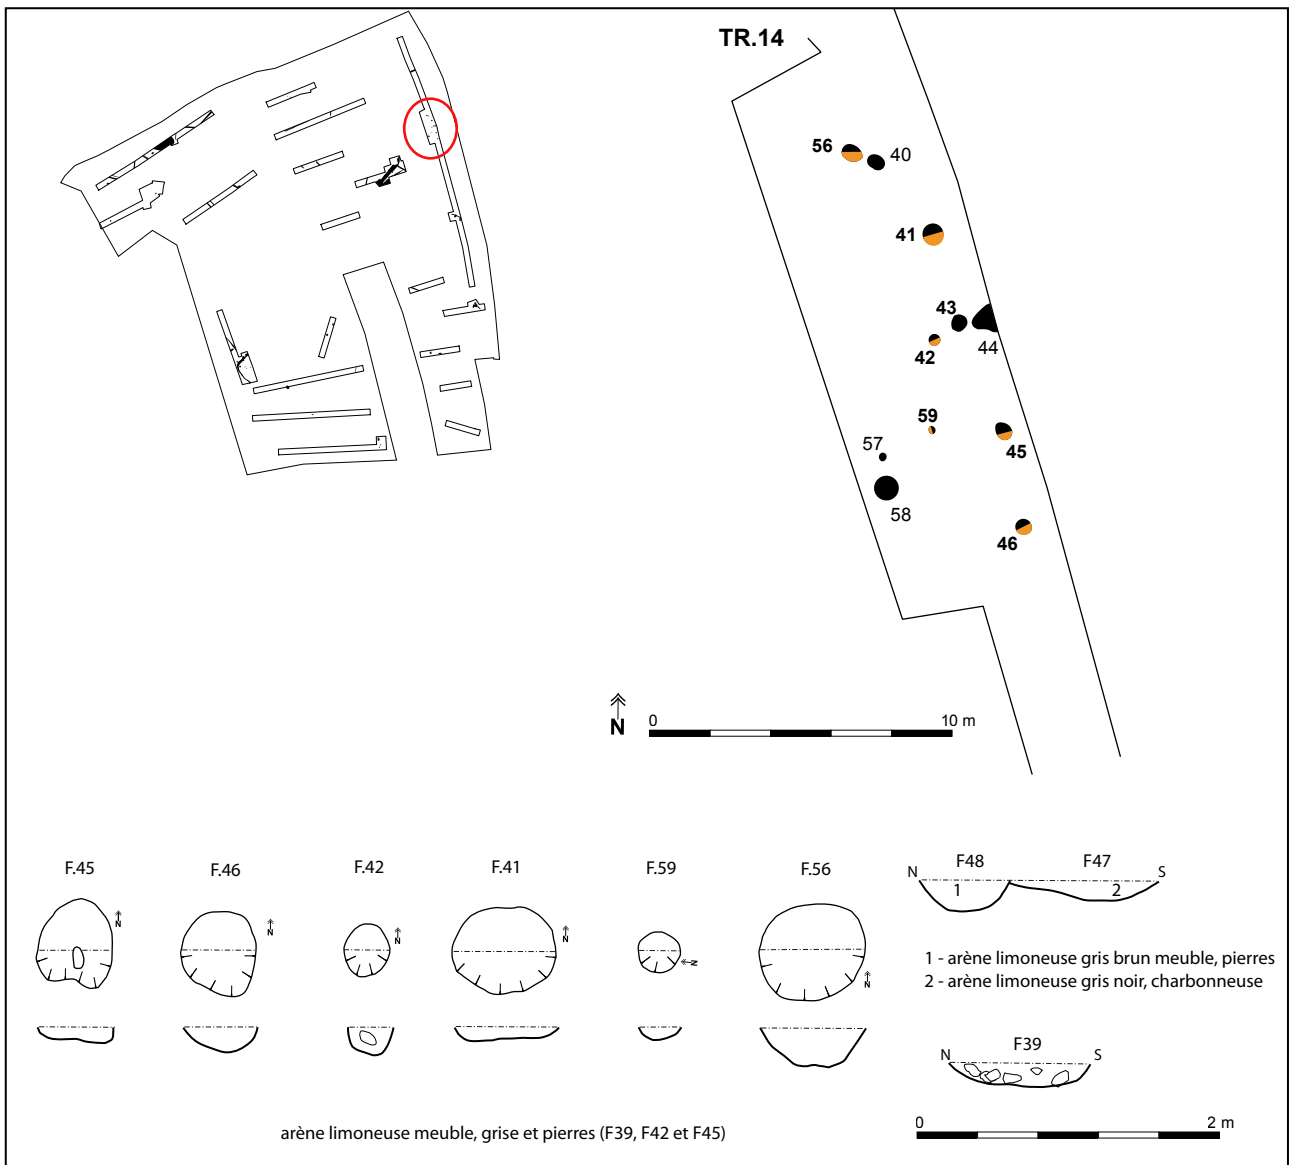 TR.14
56
40
41
43
44
42
59
45
57
58
46
N
0 10 m
F.45
F.46
F.42
F.41
F.59
F.56
N
N
N
N
N
N
N F48 F47 S
1 2
1 - arène limoneuse gris brun meuble, pierres
2 - arène limoneuse gris noir, charbonneuse
N F39 S
0 2 m
arène limoneuse meuble, grise et pierres (F39, F42 et F45)